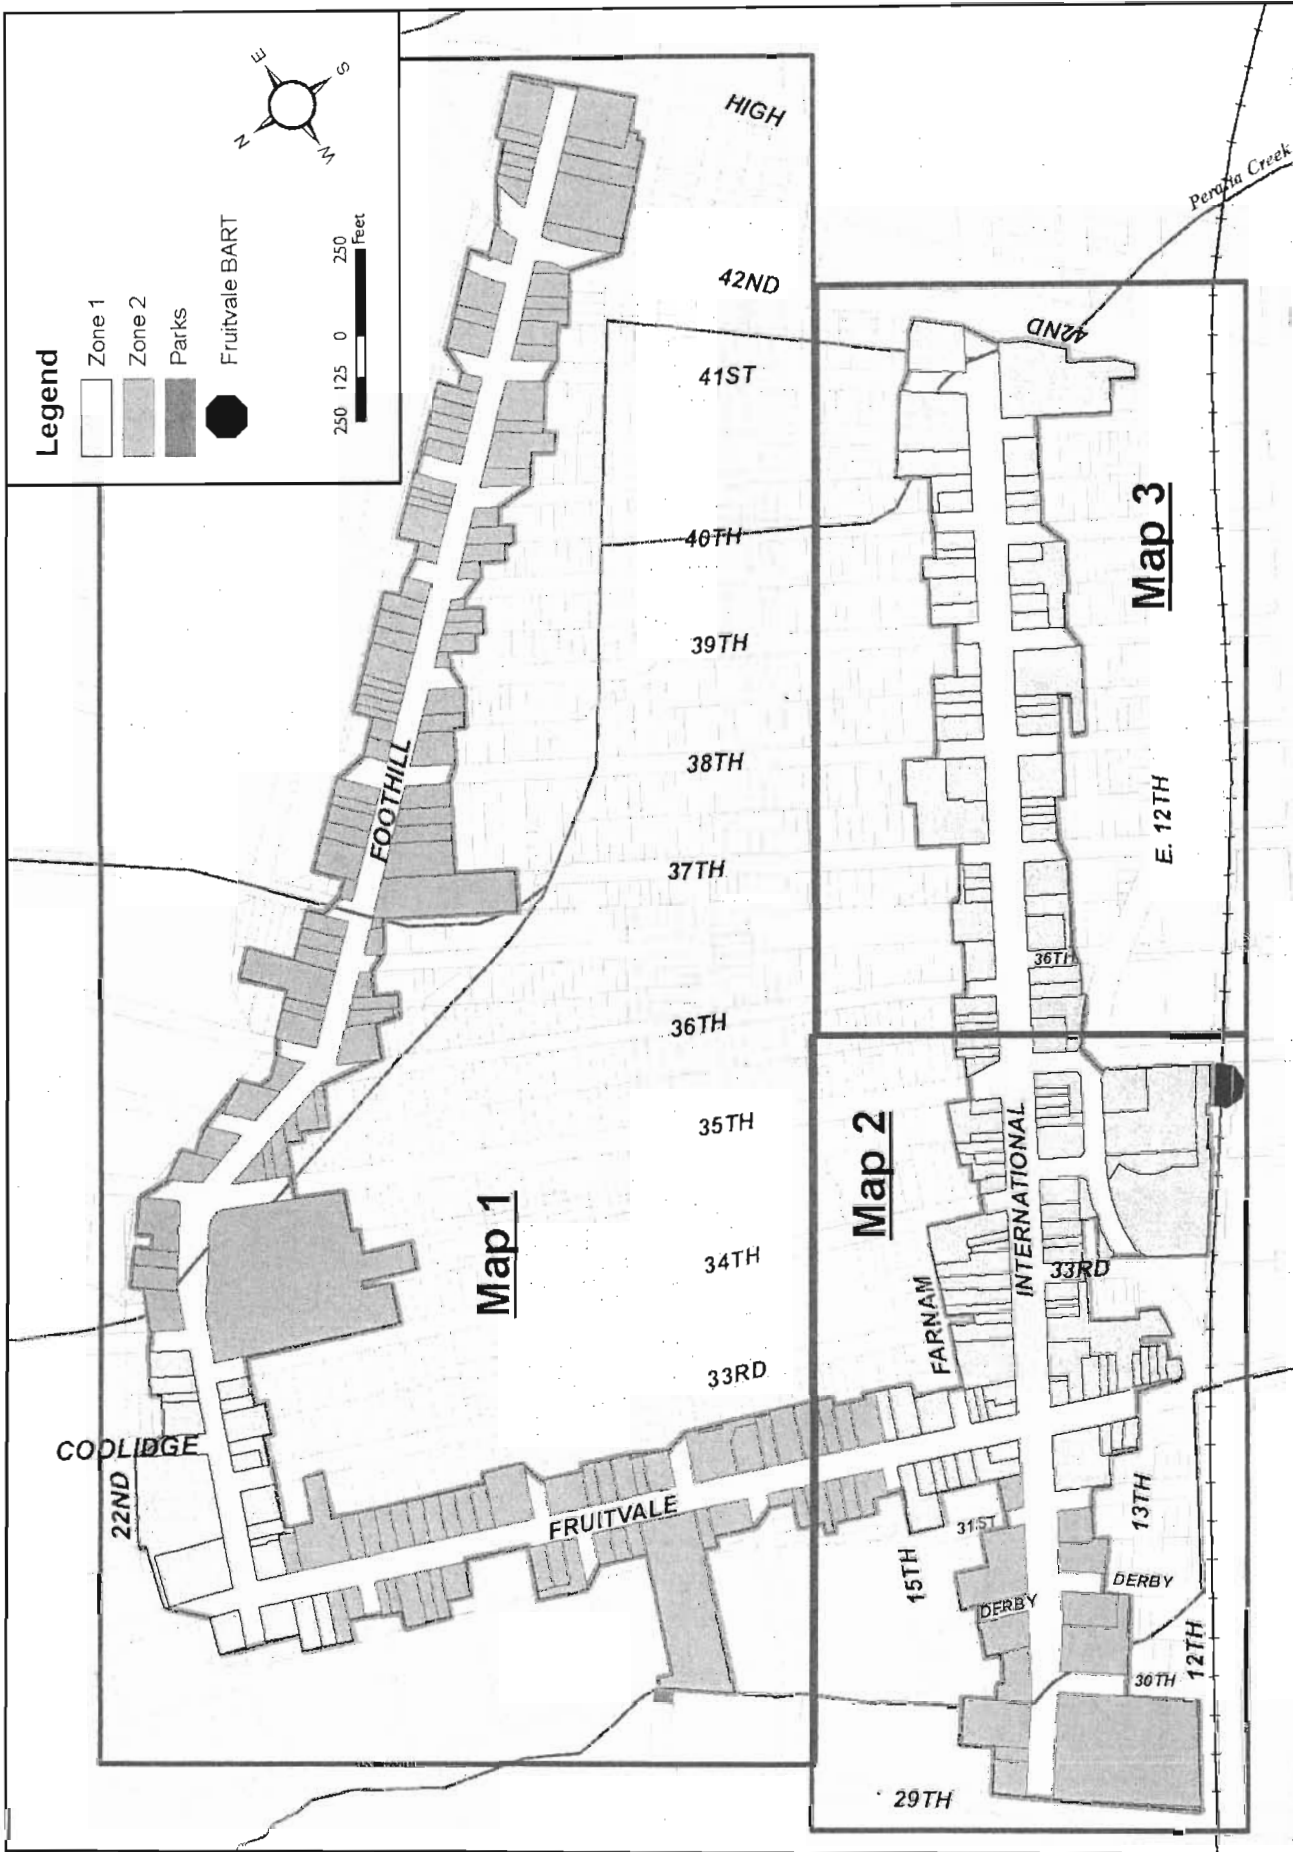 Legend
Zone 1
Zone 2
Parks
Fruitvale BART
250 125 0 250
Feet
N
E
S
W
HIGH
42ND
41ST
40TH
39TH
38TH
37TH
36TH
35TH
34TH
33RD
FOOTHILL
COOLIDGE
22ND
FRUITVALE
Map 1
Map 2
Map 3
Peralta Creek
42ND
E. 12TH
36TH
INTERNATIONAL
FARNAM
33RD
15TH
31ST
DERBY
DERBY
13TH
30TH
12TH
29TH